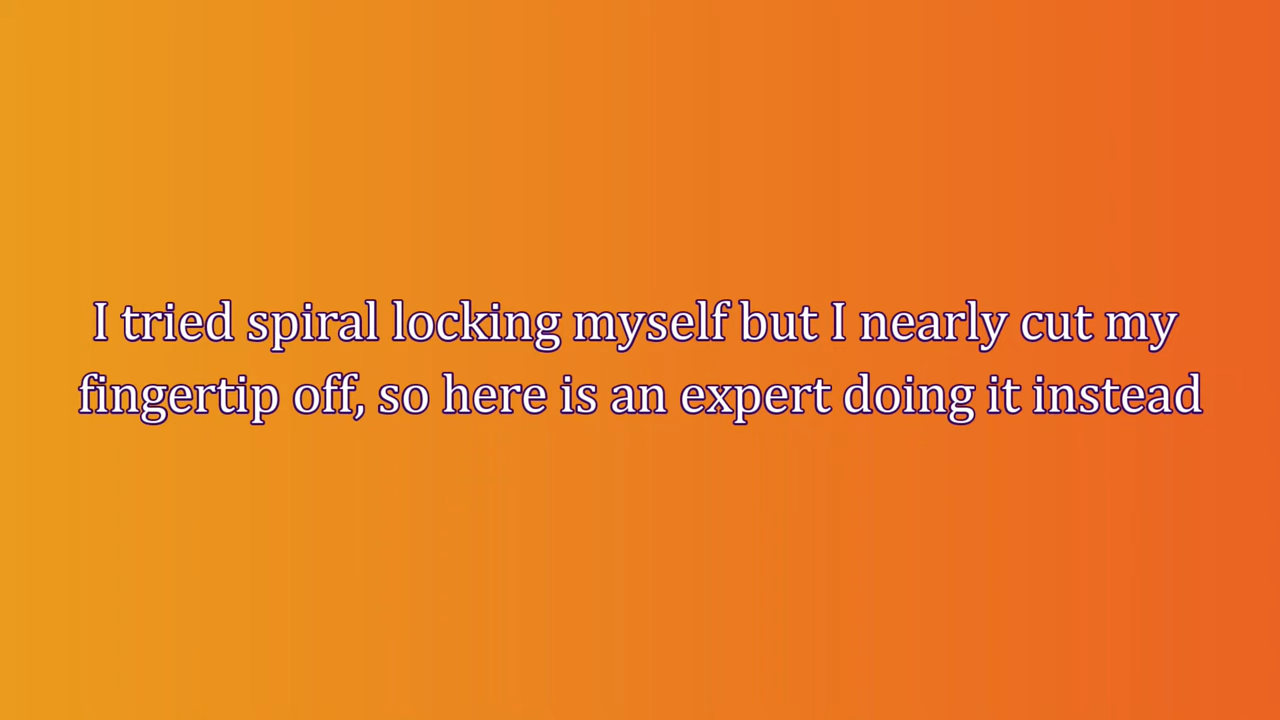 I tried spiral locking myself but I nearly cut my
fingertip off, so here is an expert doing it instead